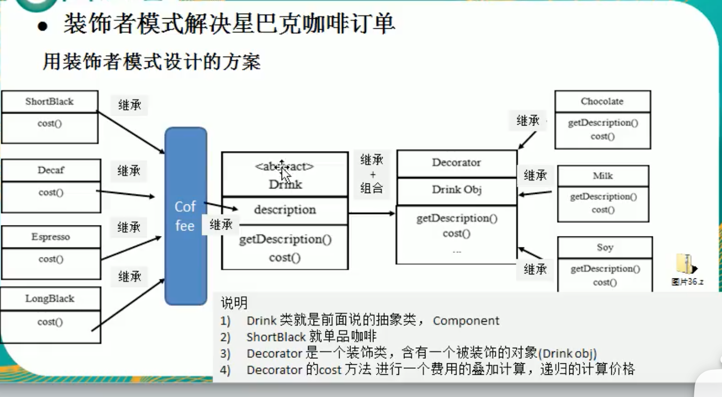 ● 装饰者模式解决星巴克咖啡订单
用装饰者模式设计的方案
ShortBlack
cost()
继承
Decaf
cost()
继承
Espresso
cost()
继承
LongBlack
cost()
继承
Cof
fee
继承
<abstract>
Drink
description
getDescription()
cost()
继承
+
组合
Decorator
Drink Obj
getDescription()
cost()
...
继承
Chocolate
getDescription()
cost()
继承
Milk
getDescription()
cost()
继承
Soy
getDescription()
cost()
图片36.z
说明
1) Drink 类就是前面说的抽象类， Component
2) ShortBlack 就单品咖啡
3) Decorator 是一个装饰类，含有一个被装饰的对象(Drink obj)
4) Decorator 的cost 方法 进行一个费用的叠加计算，递归的计算价格